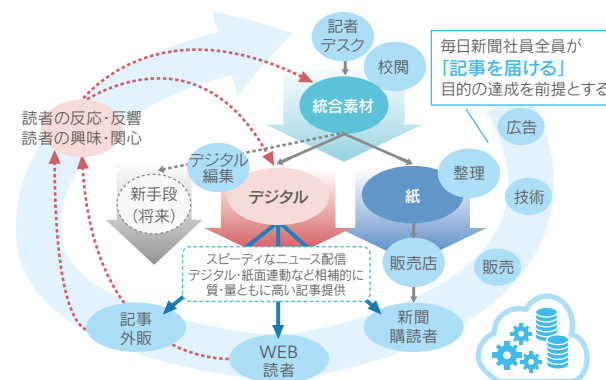 記者
デスク
校閲
毎日新聞社員全員が
「記事を届ける」
目的の達成を前提とする
統合素材
読者の反応・反響
読者の興味・関心
広告
デジタル
編集
整理
新手段
(将来)
デジタル
紙
技術
スピーディなニュース配信
デジタル・紙面連動など相補的に
質・量ともに高い記事提供
販売店
販売
記事
外販
新聞
購読者
WEB
読者